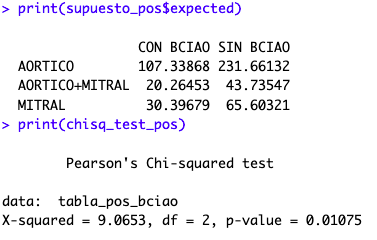 > print(supuesto_pos$expected)
CON BCIAO SIN BCIAO
AORTICO 107.33868 231.66132
AORTICO+MITRAL 20.26453 43.73547
MITRAL 30.39679 65.60321
> print(chisq_test_pos)
Pearson's Chi-squared test
data: tabla_pos_bciao
X-squared = 9.0653, df = 2, p-value = 0.01075